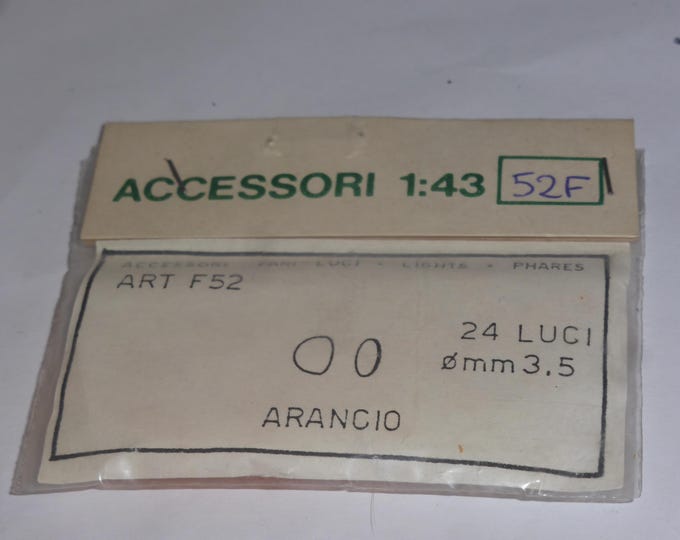 ACCESSORI 1:43 52F
ACCESSORI FARI LUCI - LIGHTS - PHARES
ART F52
24 LUCI
ømm 3.5
ARANCIO